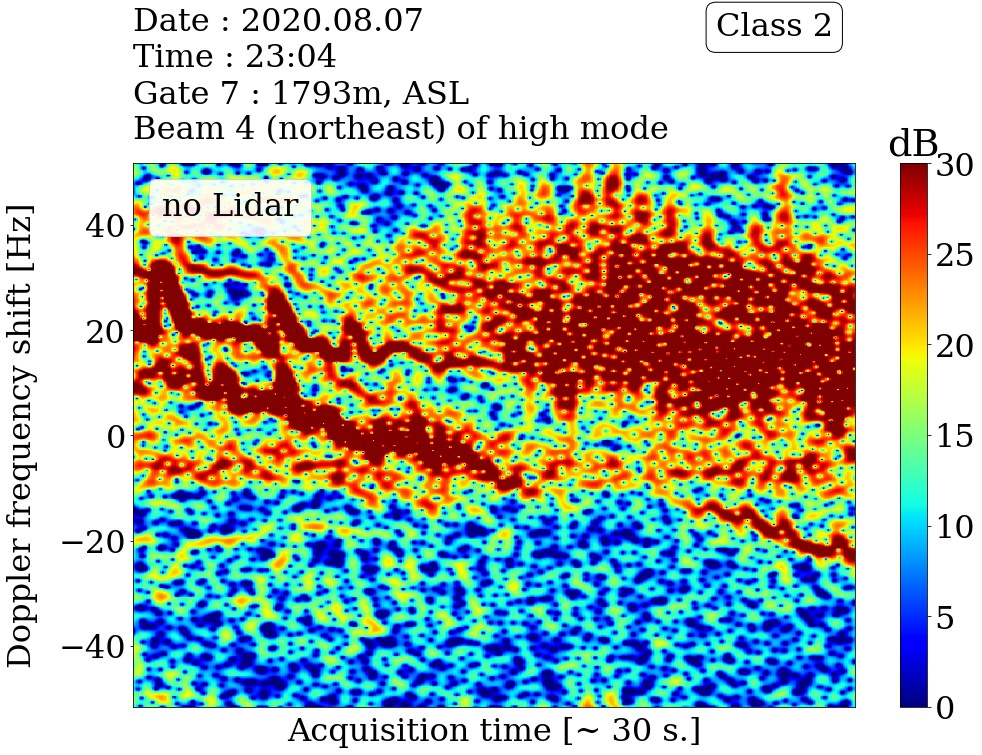 Date : 2020.08.07
Time : 23:04
Gate 7 : 1793m, ASL
Beam 4 (northeast) of high mode
Class 2
dB
no Lidar
Doppler frequency shift [Hz]
40
20
0
−20
−40
30
25
20
15
10
5
0
Acquisition time [~ 30 s.]